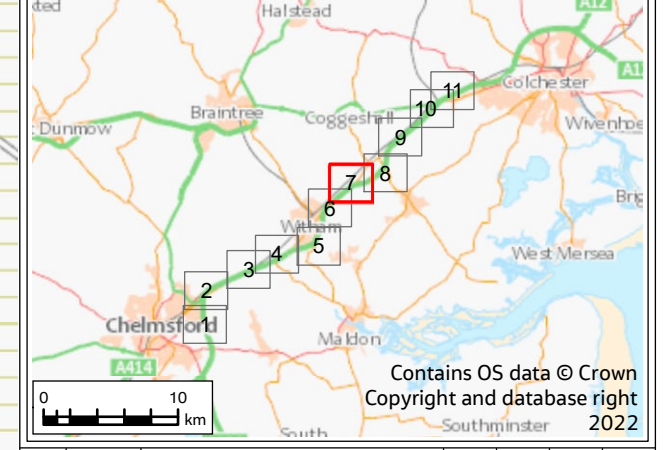 sted
Halstead
A12
Colchester
A1
Braintree
Coggeshall
11
10
: Dunmow
Wivenhoe
9
8
7
Brig
6
Witham
5
4
West Mersea
3
2
Chelmsford
1
Maldon
A414
Contains OS data © Crown
Copyright and database right
2022
0 10
km
South
Southminster